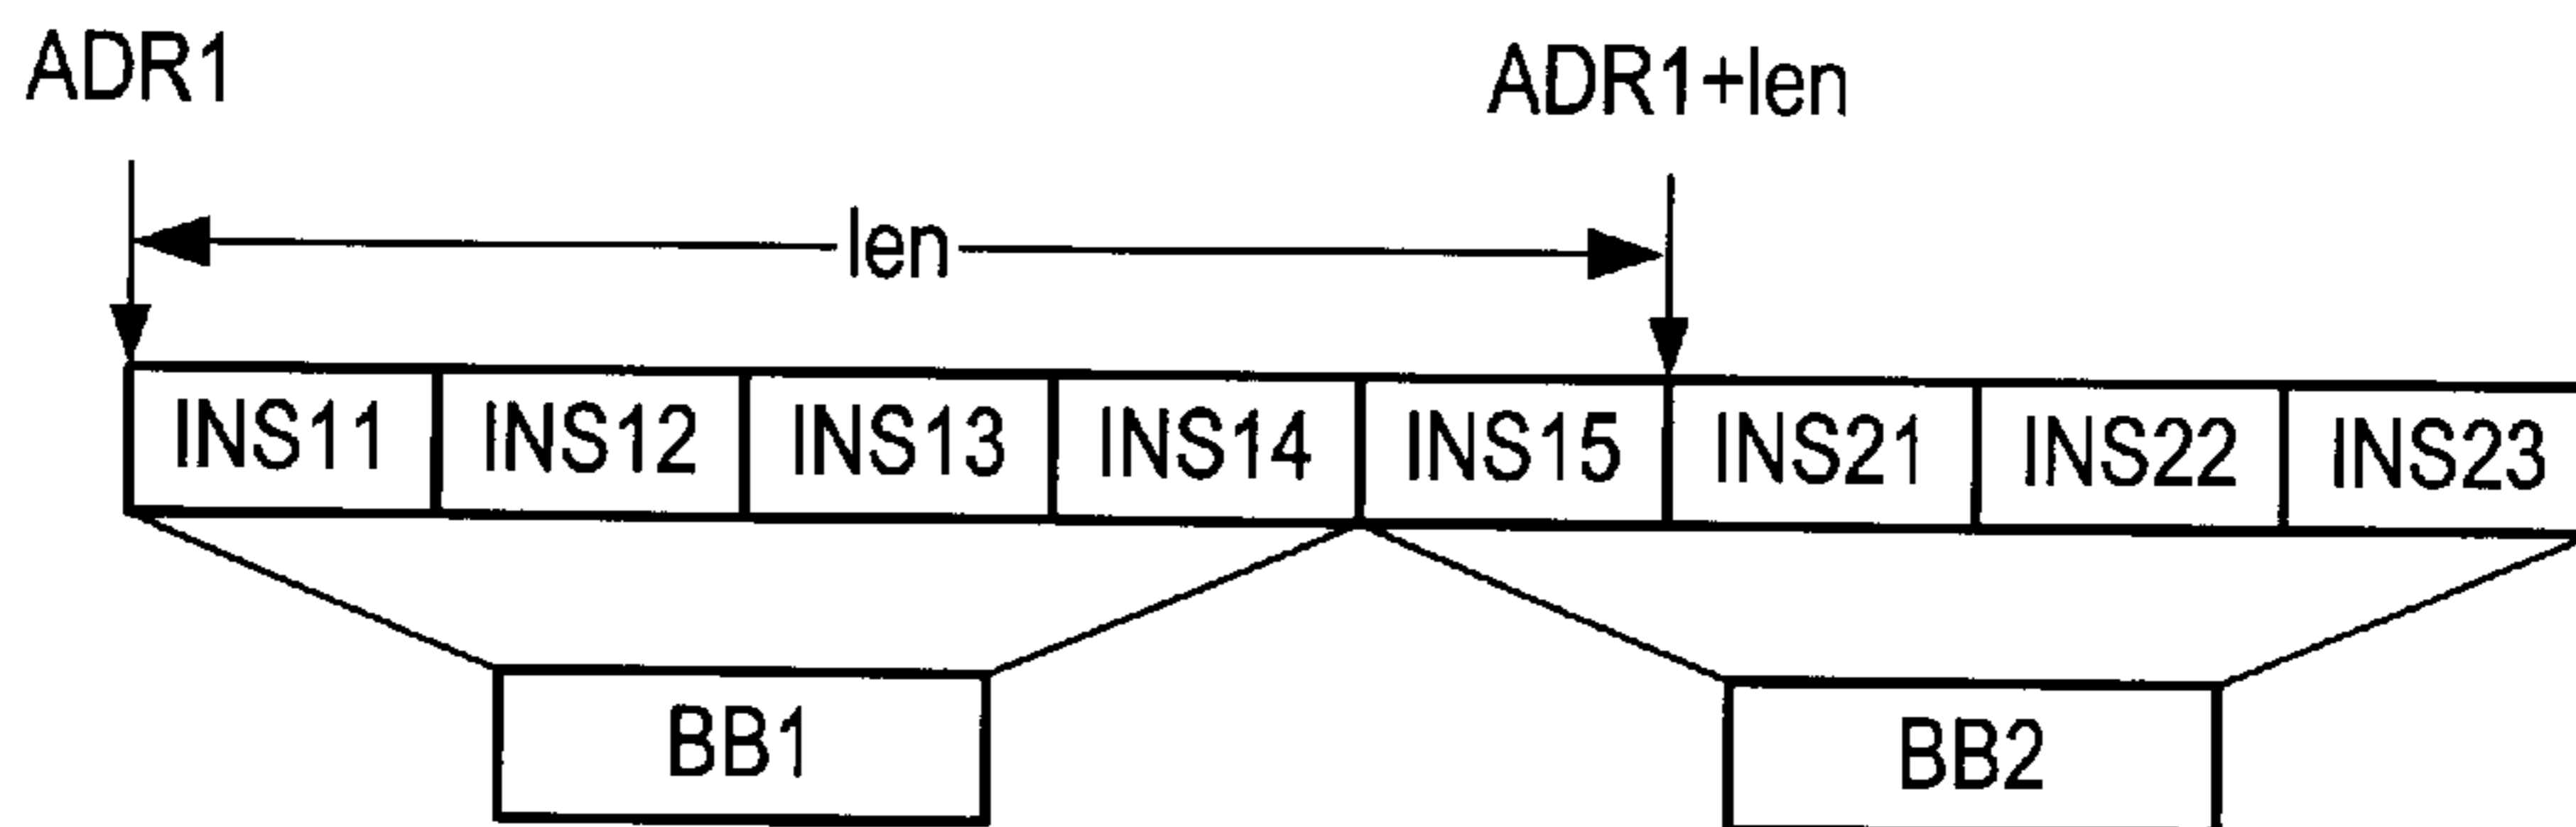 ADR1 ADR1+len
len
INS11 INS12 INS13 INS14 INS15 INS21 INS22 INS23
BB1 BB2